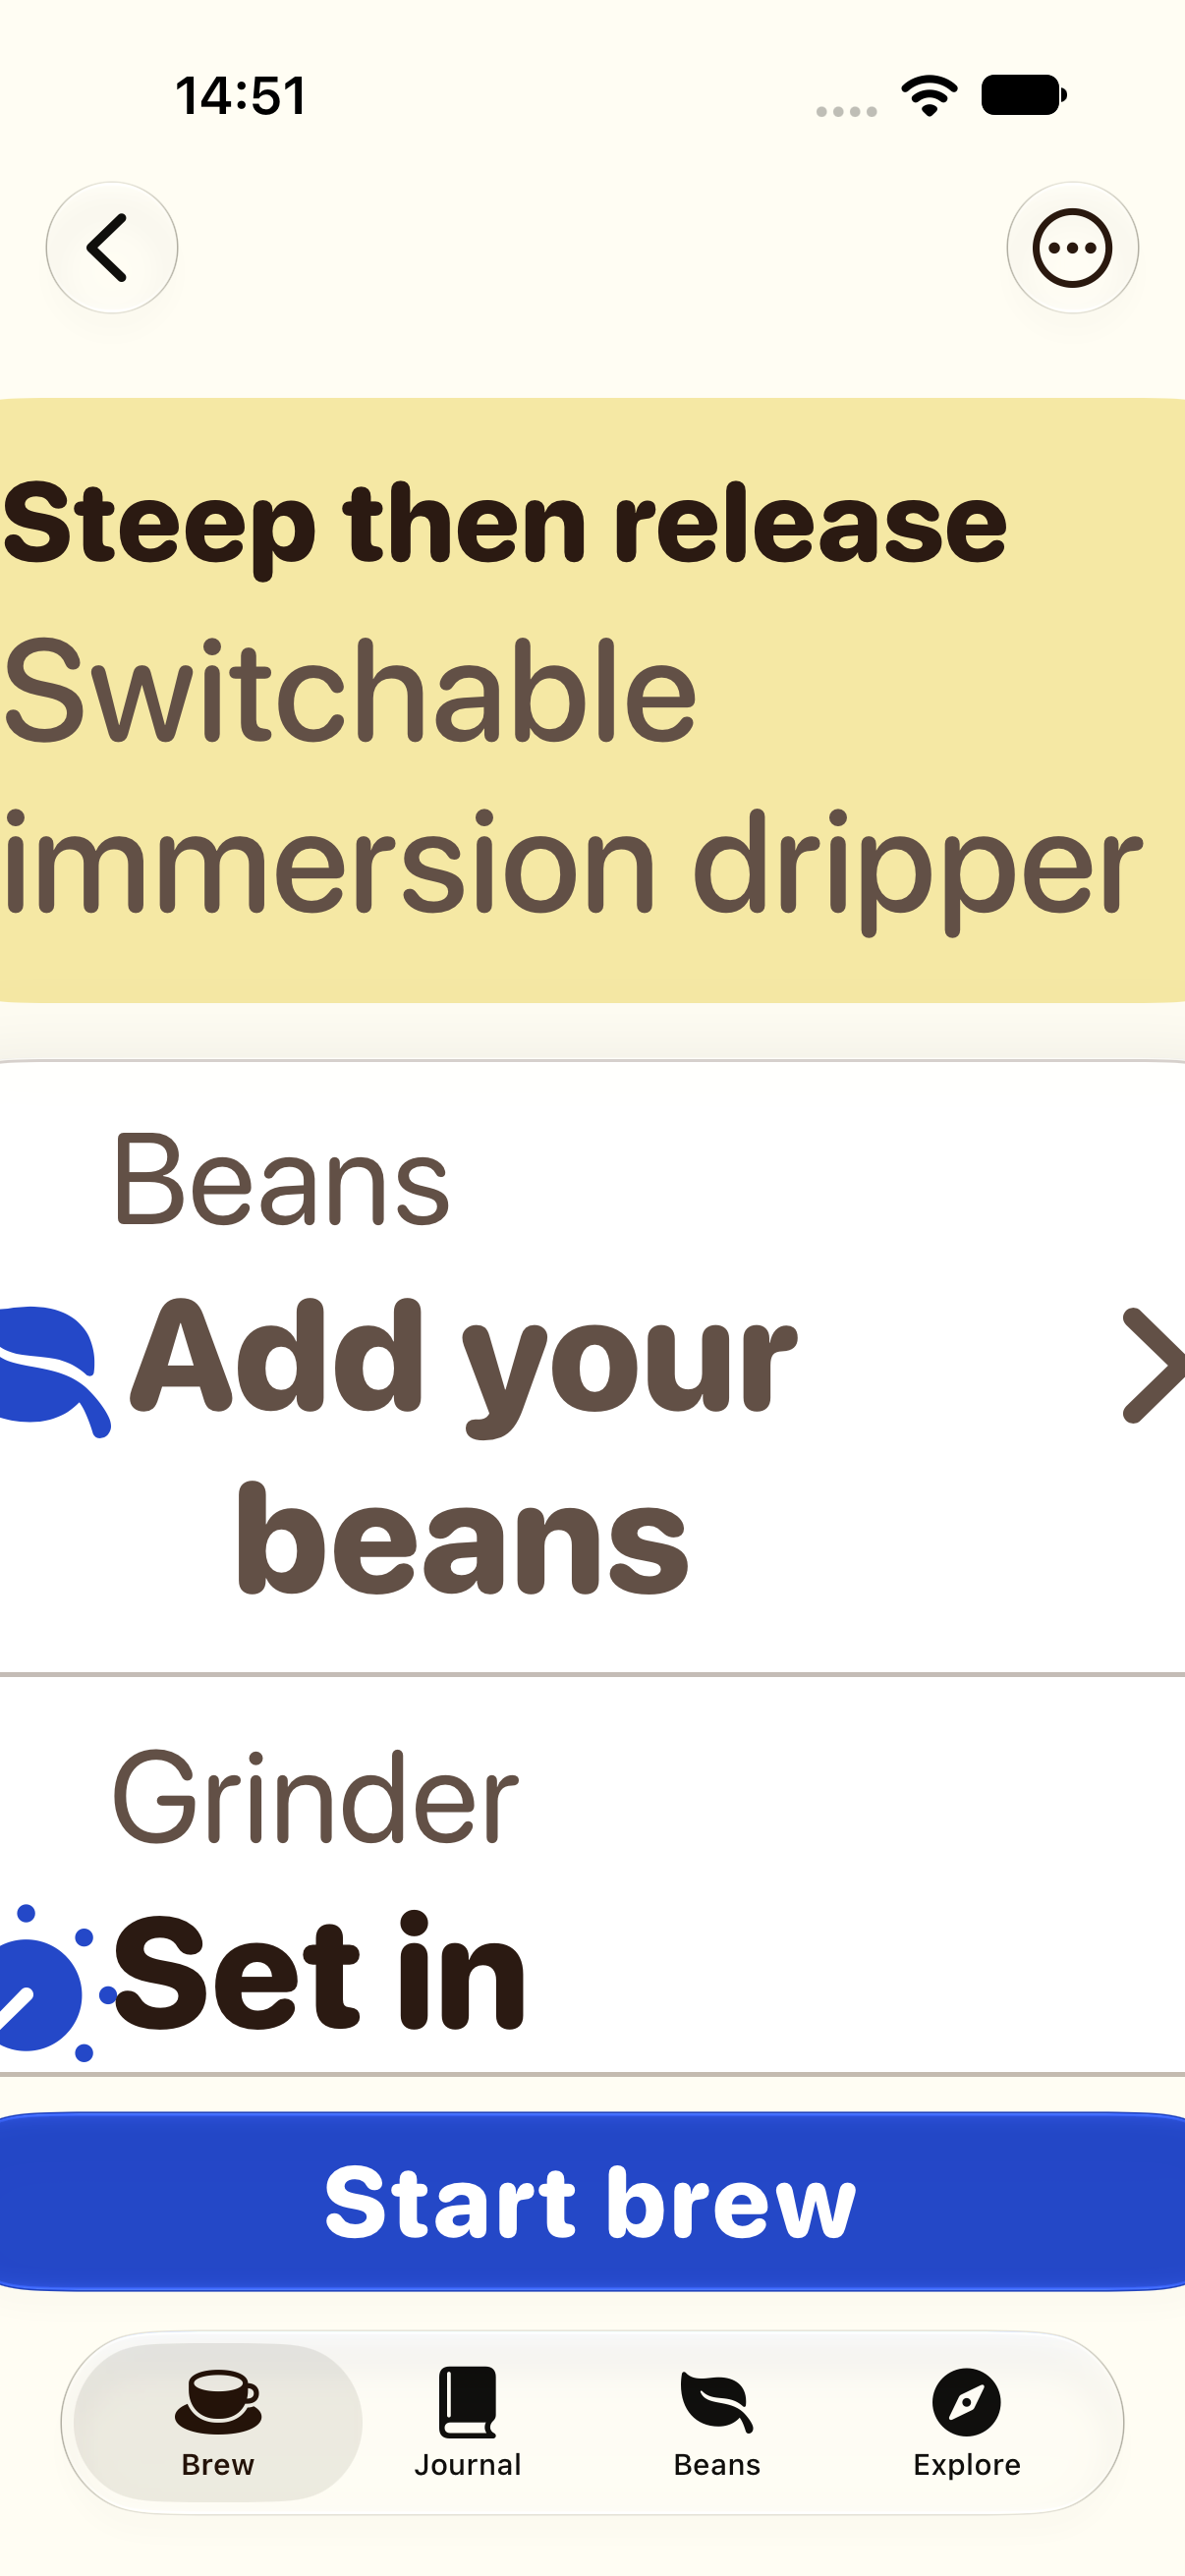 14:51
Steep then release
Switchable
immersion dripper
Beans
Add your
beans
Grinder
Set in
Start brew
Brew
Journal
Beans
Explore